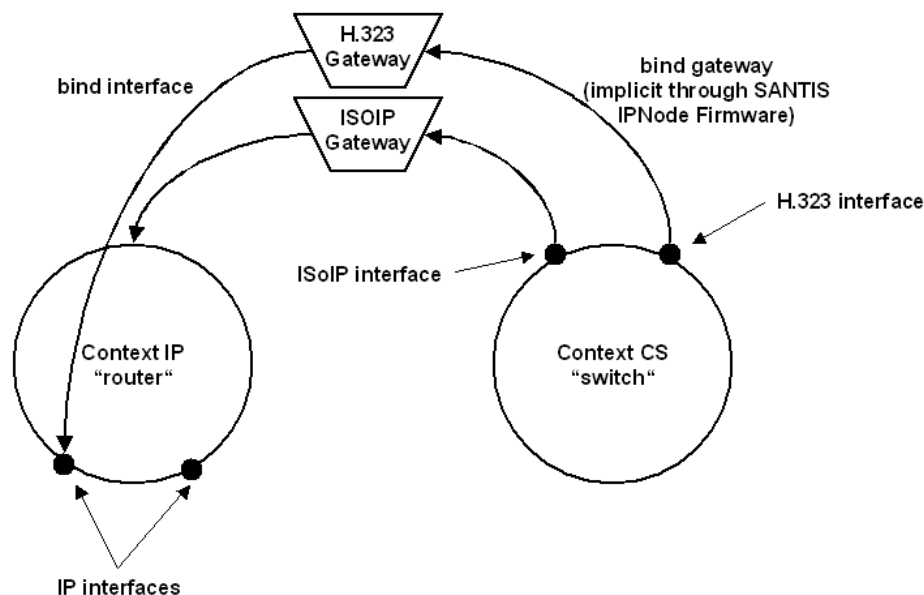 H.323
Gateway
bind interface
bind gateway
(implicit through SANTIS
IPNode Firmware)
ISOIP
Gateway
H.323 interface
ISoIP interface
Context IP
“router“
Context CS
“switch“
IP interfaces